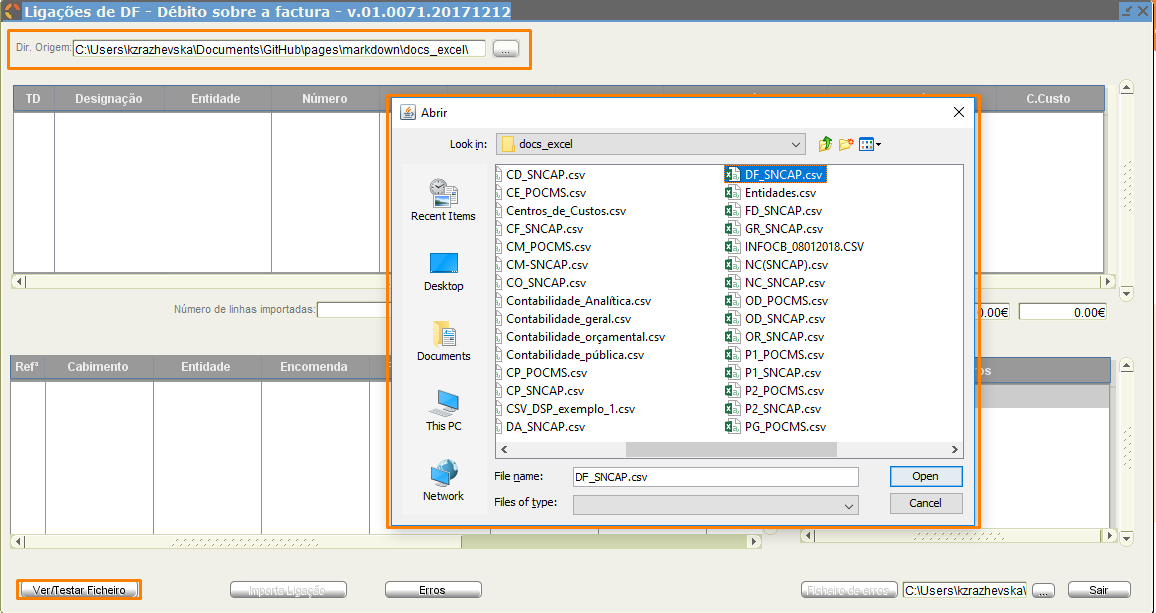 Ligações de DF - Débito sobre a factura - v.01.0071.20171212
Dir. Origem: C:\Users\kzrazhevska\Documents\GitHub\pages\markdown\docs_excel\ ...
TD Designação Entidade Número C.Custo
Abrir
Look in: docs_excel
Recent Items
Desktop
Documents
This PC
Network
CD_SNCAP.csv DF_SNCAP.csv
CE_POCMS.csv Entidades.csv
Centros_de_Custos.csv FD_SNCAP.csv
CF_SNCAP.csv GR_SNCAP.csv
CM_POCMS.csv INFOCB_08012018.CSV
CM-SNCAP.csv NC(SNCAP).csv
CO_SNCAP.csv NC_SNCAP.csv
Contabilidade_Analítica.csv OD_POCMS.csv
Contabilidade_geral.csv OD_SNCAP.csv
Contabilidade_orçamental.csv OR_SNCAP.csv
Contabilidade_pública.csv P1_POCMS.csv
CP_POCMS.csv P1_SNCAP.csv
CP_SNCAP.csv P2_POCMS.csv
CSV_DSP_exemplo_1.csv P2_SNCAP.csv
DA_SNCAP.csv PG_POCMS.csv
File name: DF_SNCAP.csv Open
Files of type: Cancel
Número de linhas importadas: 0.00€ 0.00€
Refª Cabimento Entidade Encomenda os
Ver/Testar Ficheiro Importa Ligação Erros Ficheiro de erros C:\Users\kzrazhevska\ ... Sair